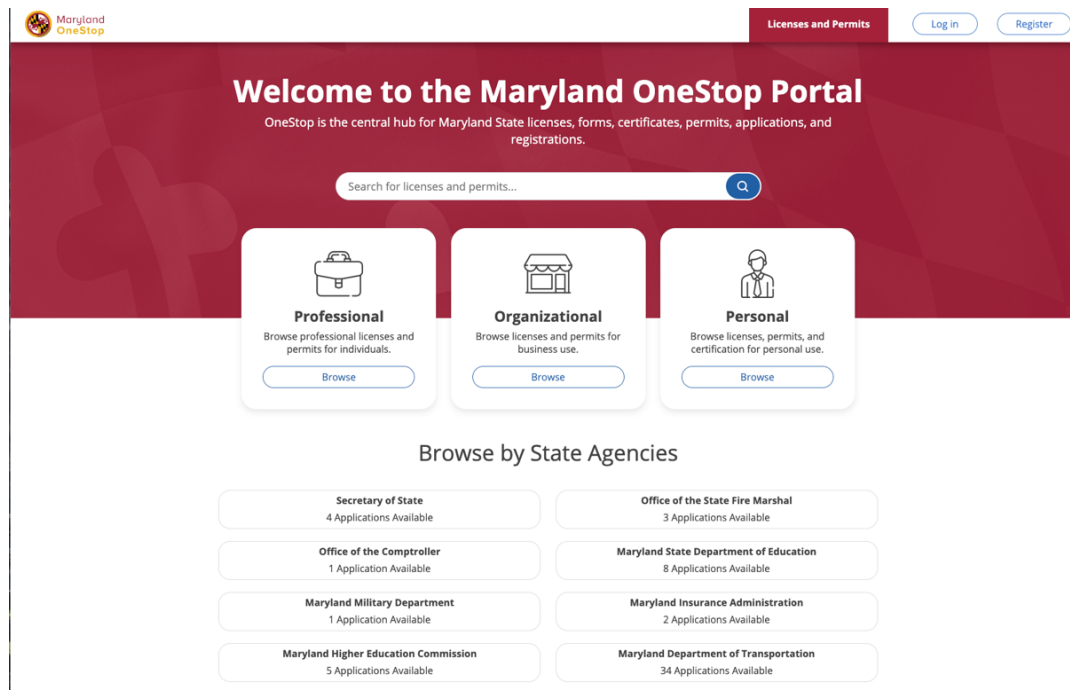 Maryland
OneStop
Licenses and Permits
Log in
Register
Welcome to the Maryland OneStop Portal
OneStop is the central hub for Maryland State licenses, forms, certificates, permits, applications, and
registrations.
Search for licenses and permits...
Professional
Browse professional licenses and
permits for individuals.
Browse
Organizational
Browse licenses and permits for
business use.
Browse
Personal
Browse licenses, permits, and
certification for personal use.
Browse
Browse by State Agencies
Secretary of State
4 Applications Available
Office of the State Fire Marshal
3 Applications Available
Office of the Comptroller
1 Application Available
Maryland State Department of Education
8 Applications Available
Maryland Military Department
1 Application Available
Maryland Insurance Administration
2 Applications Available
Maryland Higher Education Commission
5 Applications Available
Maryland Department of Transportation
34 Applications Available